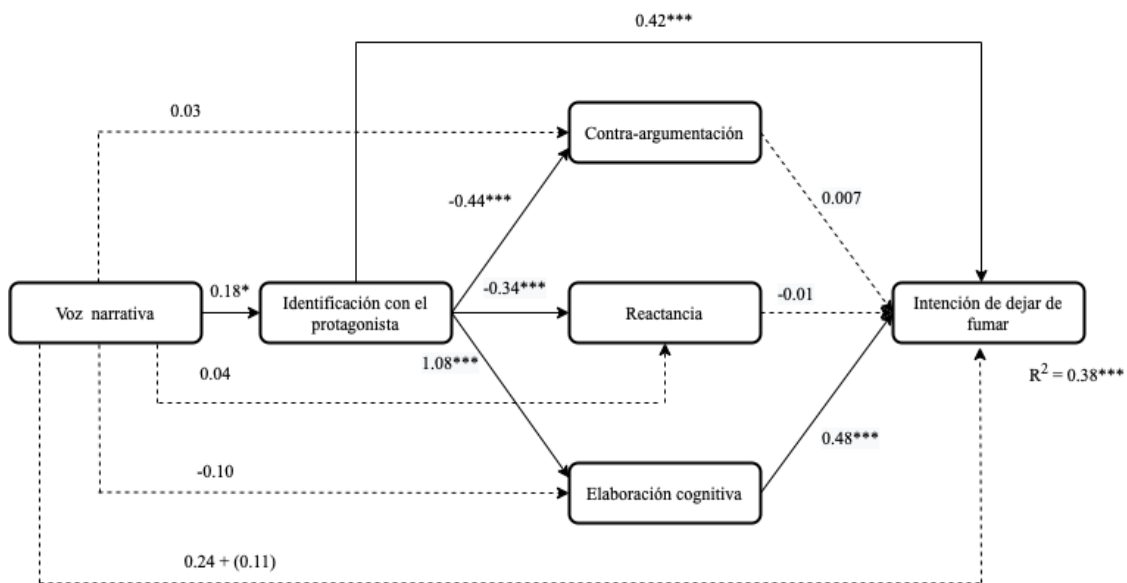 0.42***
0.03
Contra-argumentación
-0.44***
0.007
Voz narrativa
0.18*
Identificación con el
protagonista
-0.34***
Reactancia
-0.01
Intención de dejar de
fumar
1.08***
0.04
R² = 0.38***
0.48***
-0.10
Elaboración cognitiva
0.24 + (0.11)